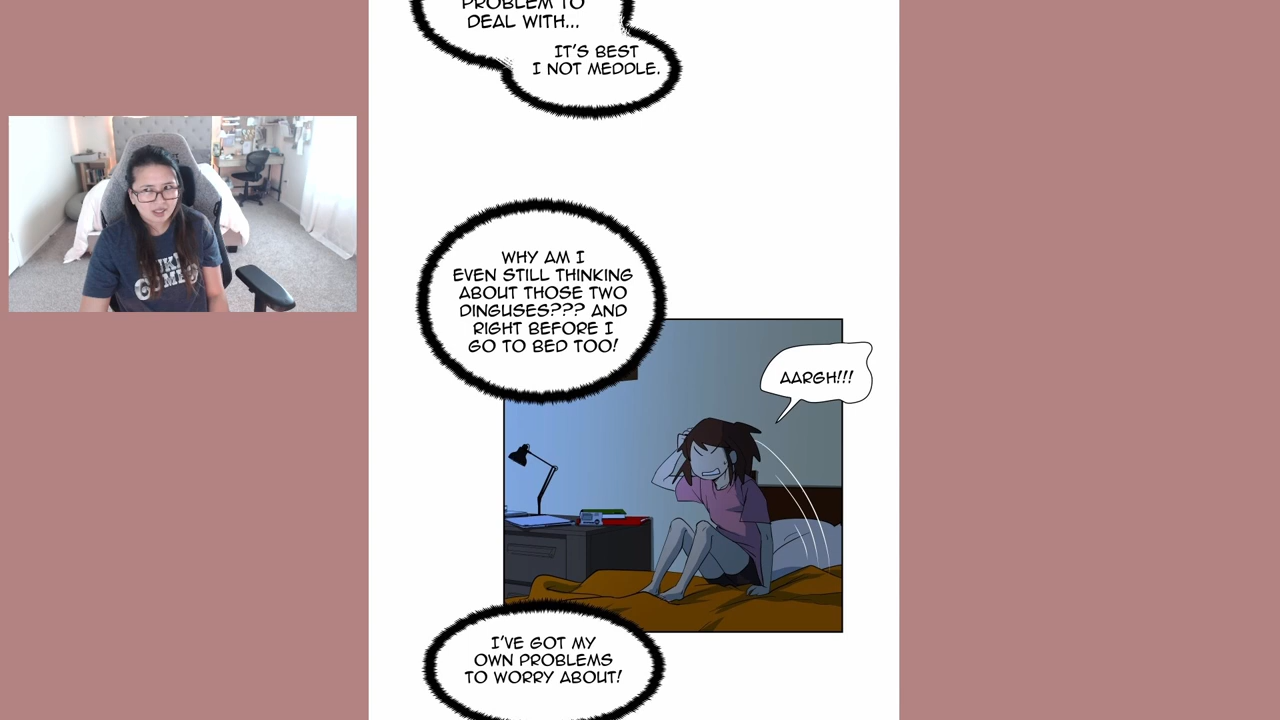 PROBLEM TO
DEAL WITH...
IT'S BEST
I NOT MEDDLE.
WHY AM I
EVEN STILL THINKING
ABOUT THOSE TWO
DINGUSES??? AND
RIGHT BEFORE I
GO TO BED TOO!
AARGH!!!
I'VE GOT MY
OWN PROBLEMS
TO WORRY ABOUT!